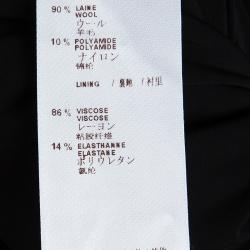 90 % LAINE
WOOL
ウール
羊毛
10 % POLYAMIDE
POLYAMIDE
ナイロン
锦纶
LINING / 裏地 / 衬里
86 % VISCOSE
VISCOSE
レーヨン
粘胶纤维
14 % ELASTHANNE
ELASTANE
ポリウレタン
氨纶